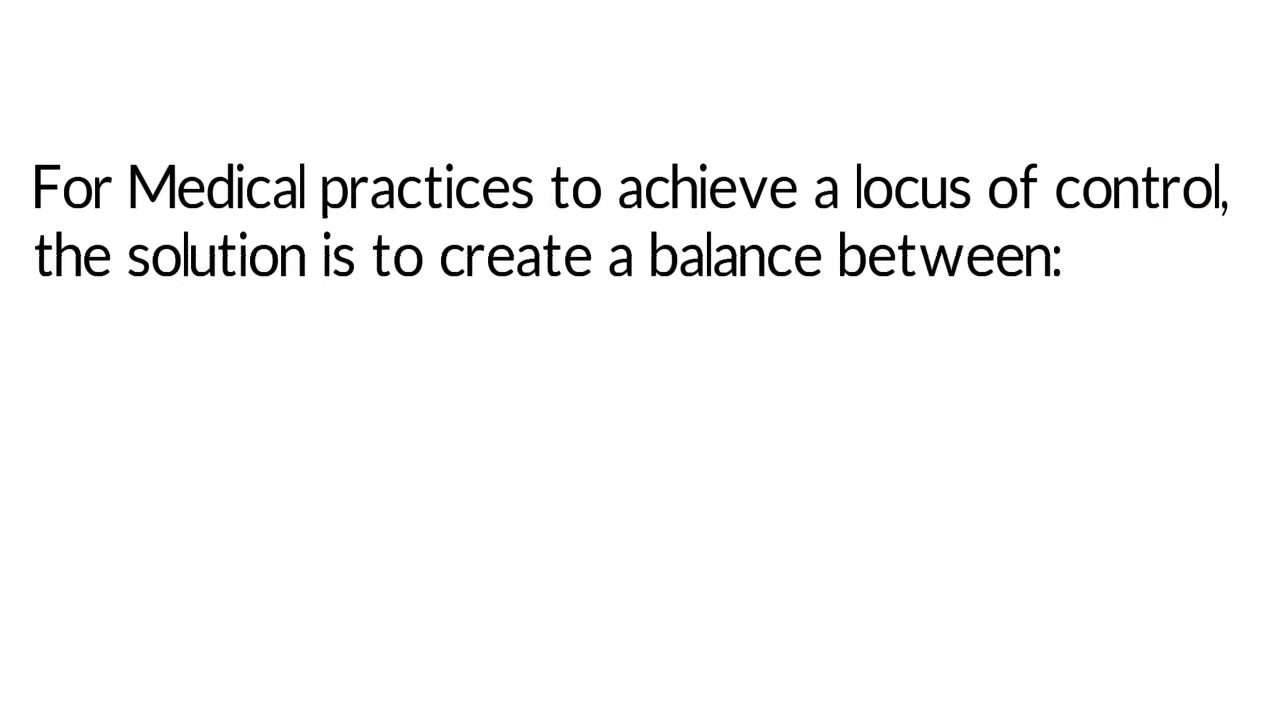 For Medical practices to achieve a locus of control,
the solution is to create a balance between: